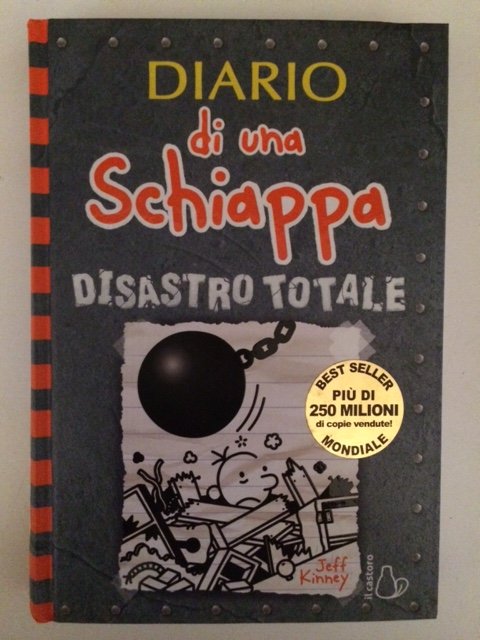 DIARIO
di una
Schiappa
DISASTRO TOTALE
BEST SELLER
PIÙ DI
250 MILIONI
di copie vendute!
MONDIALE
Jeff
Kinney
il castoro